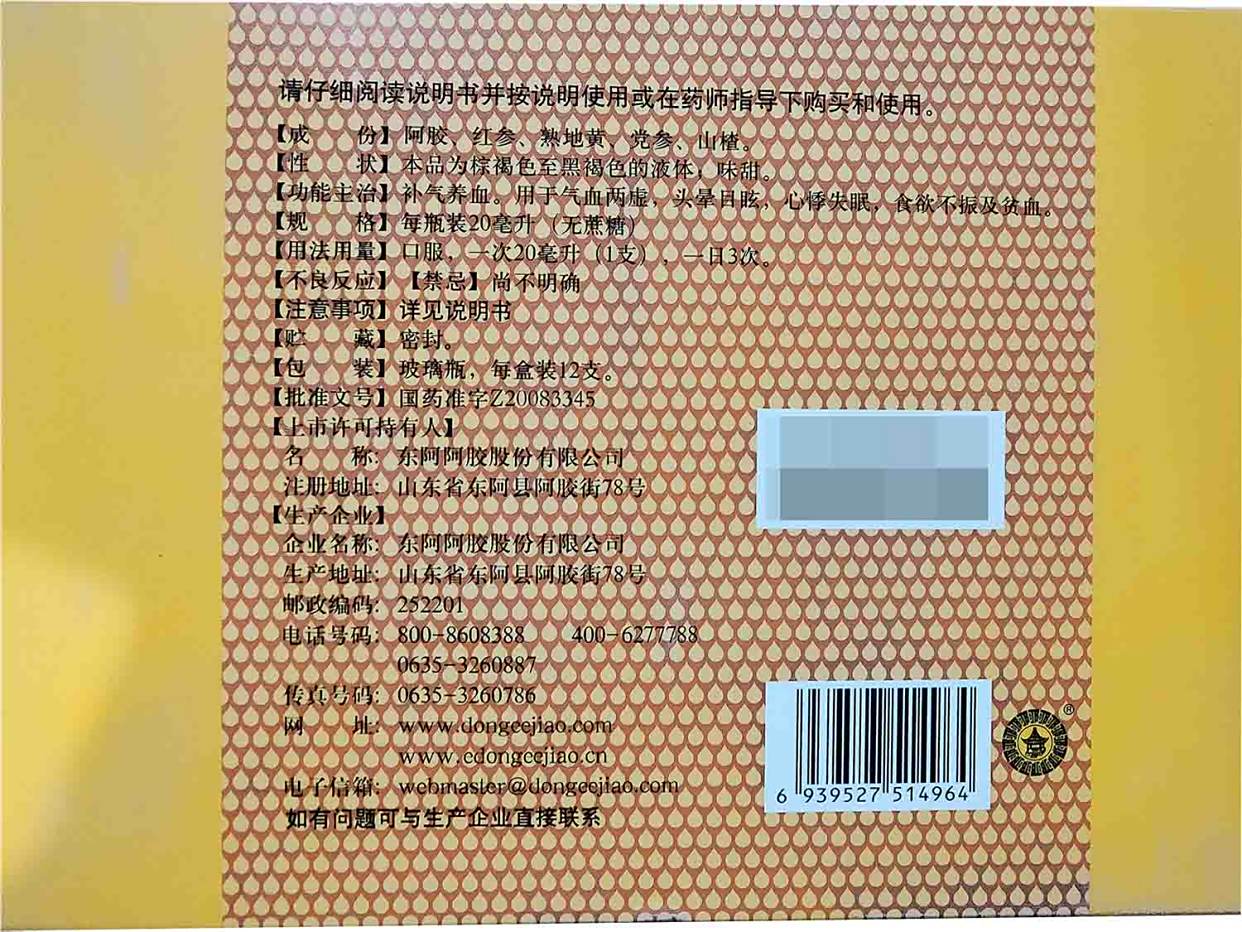 请仔细阅读说明书并按说明使用或在药师指导下购买和使用。
【成 份】阿胶、红参、熟地黄、党参、山楂。
【性 状】本品为棕褐色至黑褐色的液体；味甜。
【功能主治】补气养血。用于气血两虚，头晕目眩，心悸失眠，食欲不振及贫血。
【规 格】每瓶装20毫升（无蔗糖）
【用法用量】口服，一次20毫升（1支），一日3次。
【不良反应】【禁忌】尚不明确
【注意事项】详见说明书
【贮 藏】密封。
【包 装】玻璃瓶，每盒装12支。
【批准文号】国药准字Z20083345
【上市许可持有人】
名 称：东阿阿胶股份有限公司
注册地址：山东省东阿县阿胶街78号
【生产企业】
企业名称：东阿阿胶股份有限公司
生产地址：山东省东阿县阿胶街78号
邮政编码：252201
电话号码：800-8608388 400-6277788
0635-3260887
传真号码：0635-3260786
网 址：www.dongeejiao.com
www.edongeejiao.cn
电子信箱：webmaster@dongeejiao.com
如有问题可与生产企业直接联系
®
6 939527 514964